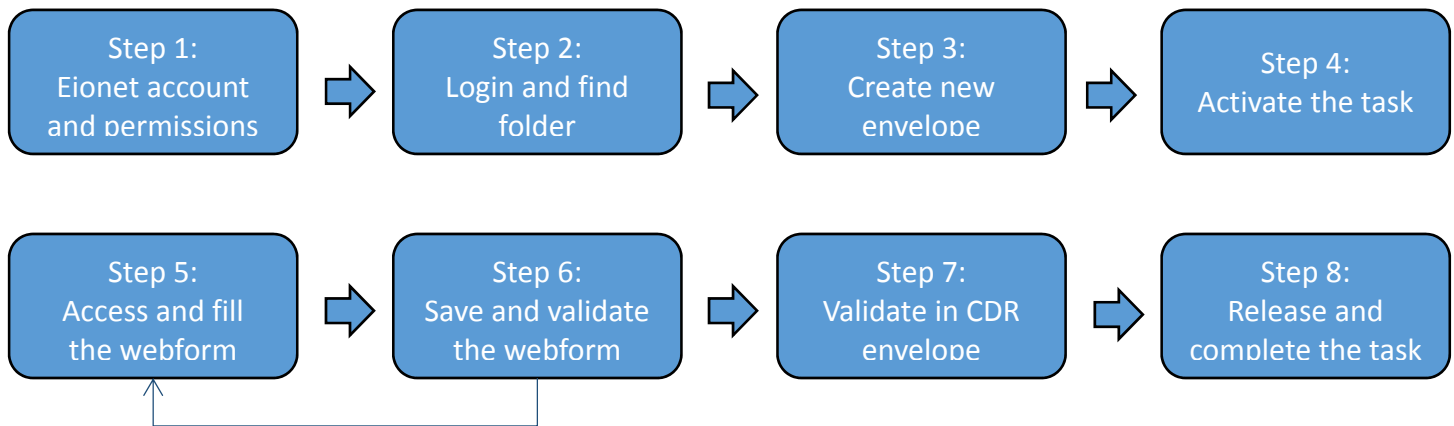 Step 1:
Eionet account
and permissions
Step 2:
Login and find
folder
Step 3:
Create new
envelope
Step 4:
Activate the task
Step 5:
Access and fill
the webform
Step 6:
Save and validate
the webform
Step 7:
Validate in CDR
envelope
Step 8:
Release and
complete the task